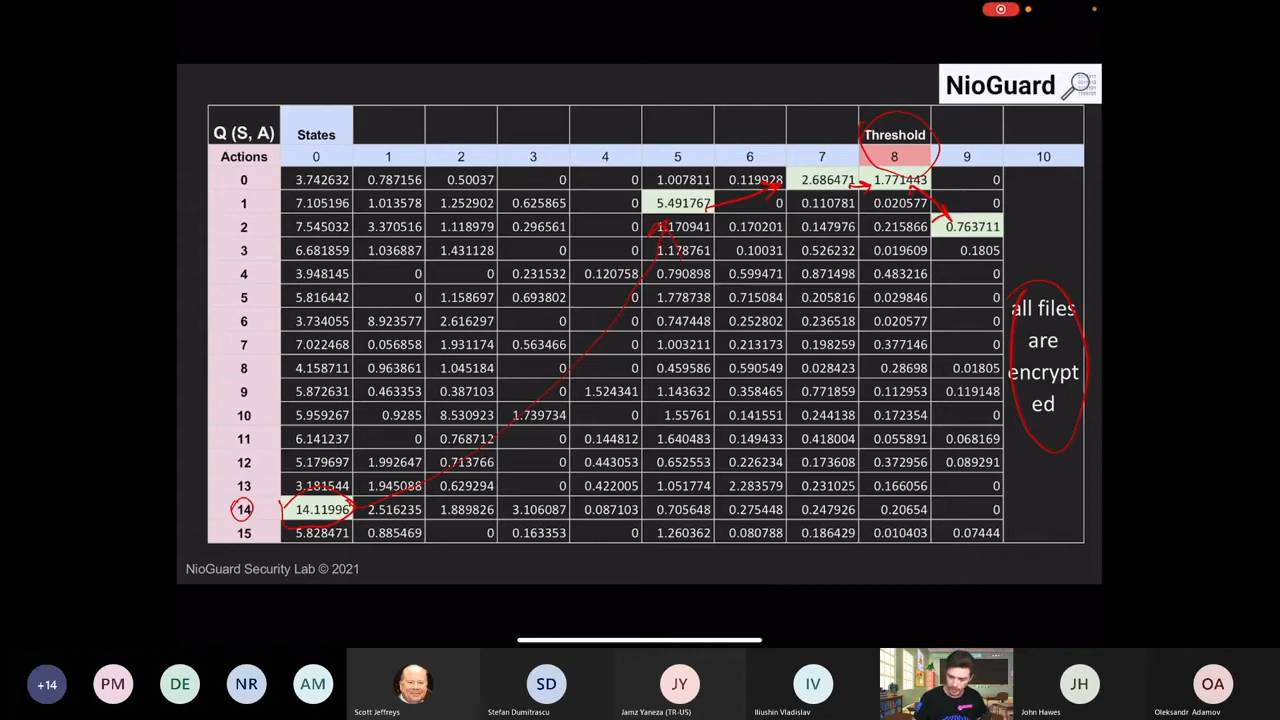 NioGuard
Q (S, A) States Threshold
Actions 0 1 2 3 4 5 6 7 8 9 10
0 3.742632 0.787156 0.50037 0 0 1.007811 0.119928 2.686471 1.771443 0
1 7.105196 1.013578 1.252902 0.625865 0 5.491767 0 0.110781 0.020577 0
2 7.545032 3.370516 1.118979 0.296561 0 1.170941 0.170201 0.147976 0.215866 0.763711
3 6.681859 1.036887 1.431128 0 0 1.178761 0.10031 0.526232 0.019609 0.1805
4 3.948145 0 0 0.231532 0.120758 0.790898 0.599471 0.871498 0.483216 0
5 5.816442 0 1.158697 0.693802 0 1.778738 0.715084 0.205816 0.029846 0
6 3.734055 8.923577 2.616297 0 0 0.747448 0.252802 0.236518 0.020577 0
7 7.022468 0.056858 1.931174 0.563466 0 1.003211 0.213173 0.198259 0.377146 0
8 4.158711 0.963861 1.045184 0 0 0.459586 0.590549 0.028423 0.28698 0.01805
9 5.872631 0.463353 0.387103 0 1.524341 1.143632 0.358465 0.771859 0.112953 0.119148
10 5.959267 0.9285 8.530923 1.739734 0 1.55761 0.141551 0.244138 0.172354 0
11 6.141237 0 0.768712 0 0.144812 1.640483 0.149433 0.418004 0.055891 0.068169
12 5.179697 1.992647 0.713766 0 0.443053 0.652553 0.226234 0.173608 0.372956 0.089291
13 3.181544 1.945088 0.629294 0 0.422005 1.051774 2.283579 0.231025 0.166056 0
14 14.11996 2.516235 1.889826 3.106087 0.087103 0.705648 0.275448 0.247926 0.20654 0
15 5.828471 0.885469 0 0.163353 0 1.260362 0.080788 0.186429 0.010403 0.07444
all files
are
encrypt
ed
NioGuard Security Lab © 2021
+14 PM DE NR AM SD JY IV JH OA
Scott Jeffreys Stefan Dumitrascu Jamz Yaneza (TR-US) Iliushin Vladislav John Hawes Oleksandr Adamov